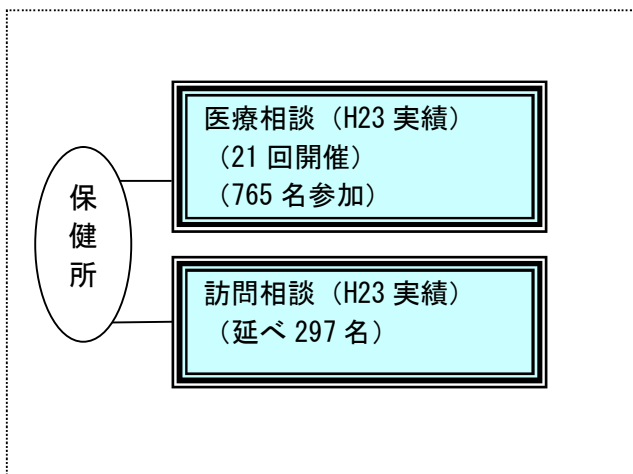 保健所
医療相談（H23 実績）
（21 回開催）
（765 名参加）
訪問相談（H23 実績）
（延べ 297 名）